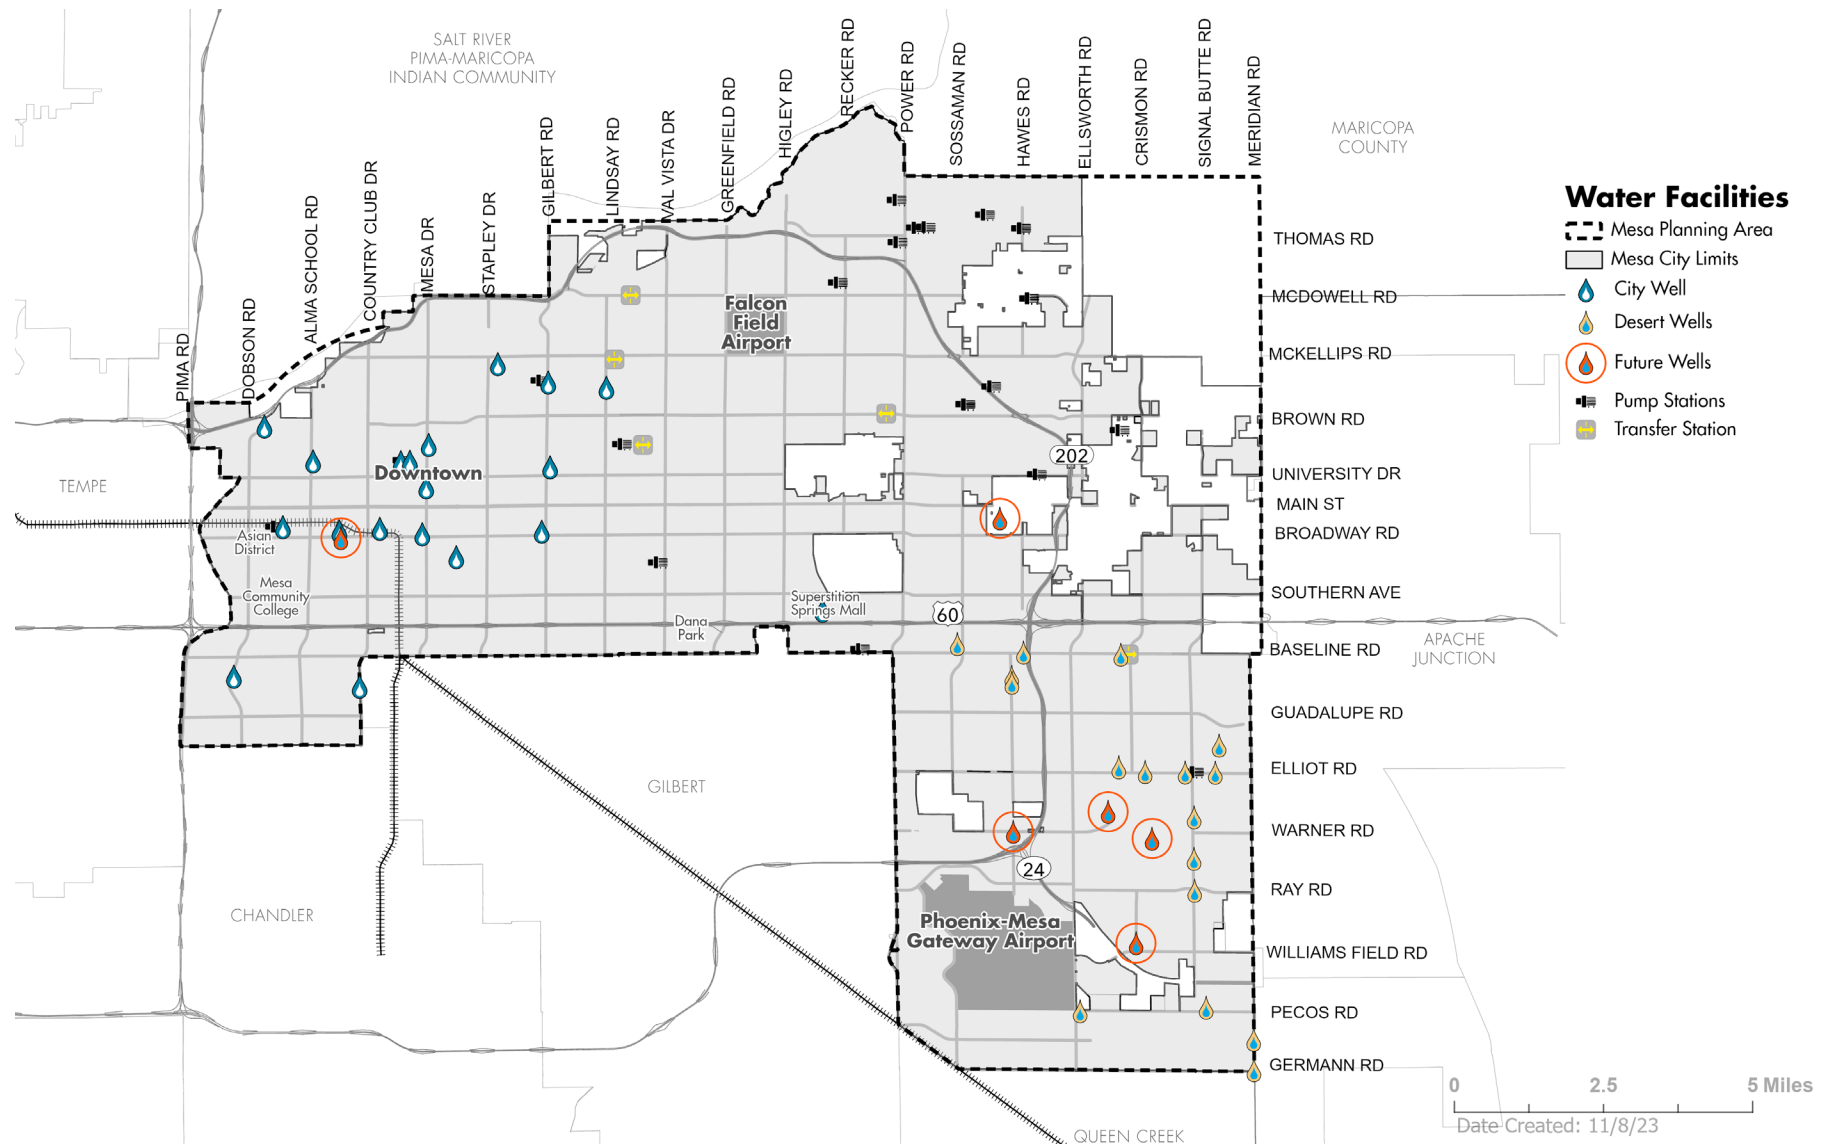 SALT RIVER
PIMA-MARICOPA
INDIAN COMMUNITY
MARICOPA
COUNTY
PIMA RD
DOBSON RD
ALMA SCHOOL RD
COUNTRY CLUB DR
MESA DR
STAPLEY DR
GILBERT RD
LINDSAY RD
VAL VISTA DR
GREENFIELD RD
HIGLEY RD
RECKER RD
POWER RD
SOSSAMAN RD
HAWES RD
ELLSWORTH RD
CRISMON RD
SIGNAL BUTTE RD
MERIDIAN RD
Water Facilities
Mesa Planning Area
Mesa City Limits
City Well
Desert Wells
Future Wells
Pump Stations
Transfer Station
THOMAS RD
MCDOWELL RD
MCKELLIPS RD
BROWN RD
UNIVERSITY DR
MAIN ST
BROADWAY RD
SOUTHERN AVE
BASELINE RD
GUADALUPE RD
ELLIOT RD
WARNER RD
RAY RD
WILLIAMS FIELD RD
PECOS RD
GERMANN RD
Falcon
Field
Airport
202
Downtown
TEMPE
Asian
District
Mesa
Community
College
Superstition
Springs Mall
Dana
Park
60
APACHE
JUNCTION
GILBERT
24
CHANDLER
Phoenix-Mesa
Gateway Airport
QUEEN CREEK
0 2.5 5 Miles
Date Created: 11/8/23